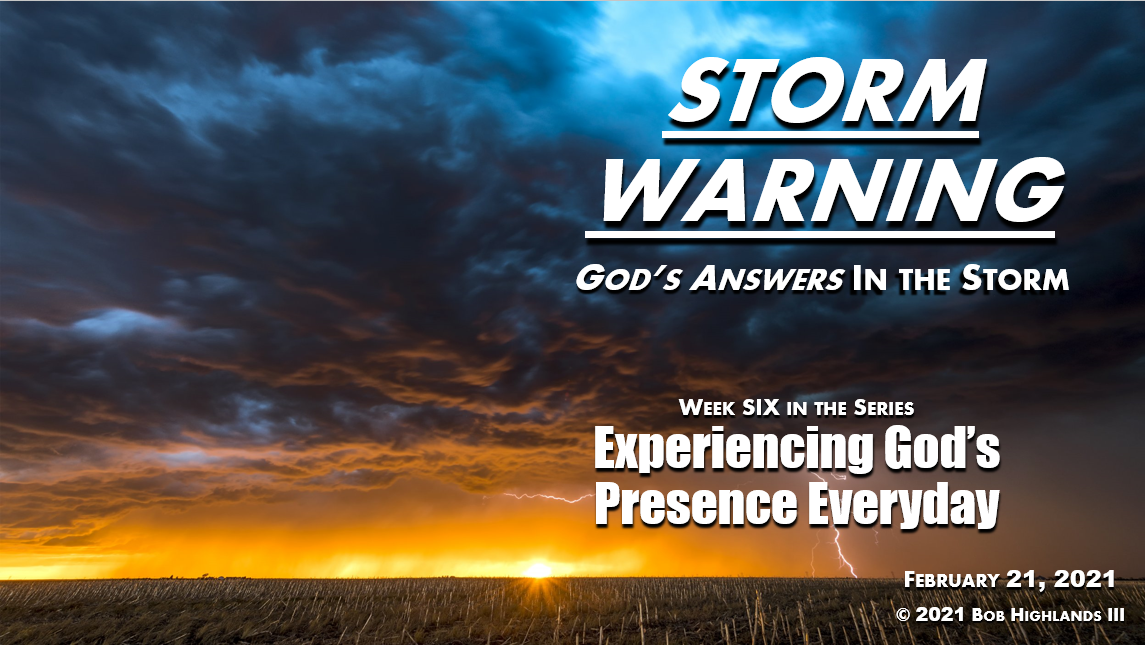 STORM
WARNING
GOD'S ANSWERS IN THE STORM
WEEK SIX IN THE SERIES
Experiencing God's
Presence Everyday
FEBRUARY 21, 2021
© 2021 BOB HIGHLANDS III